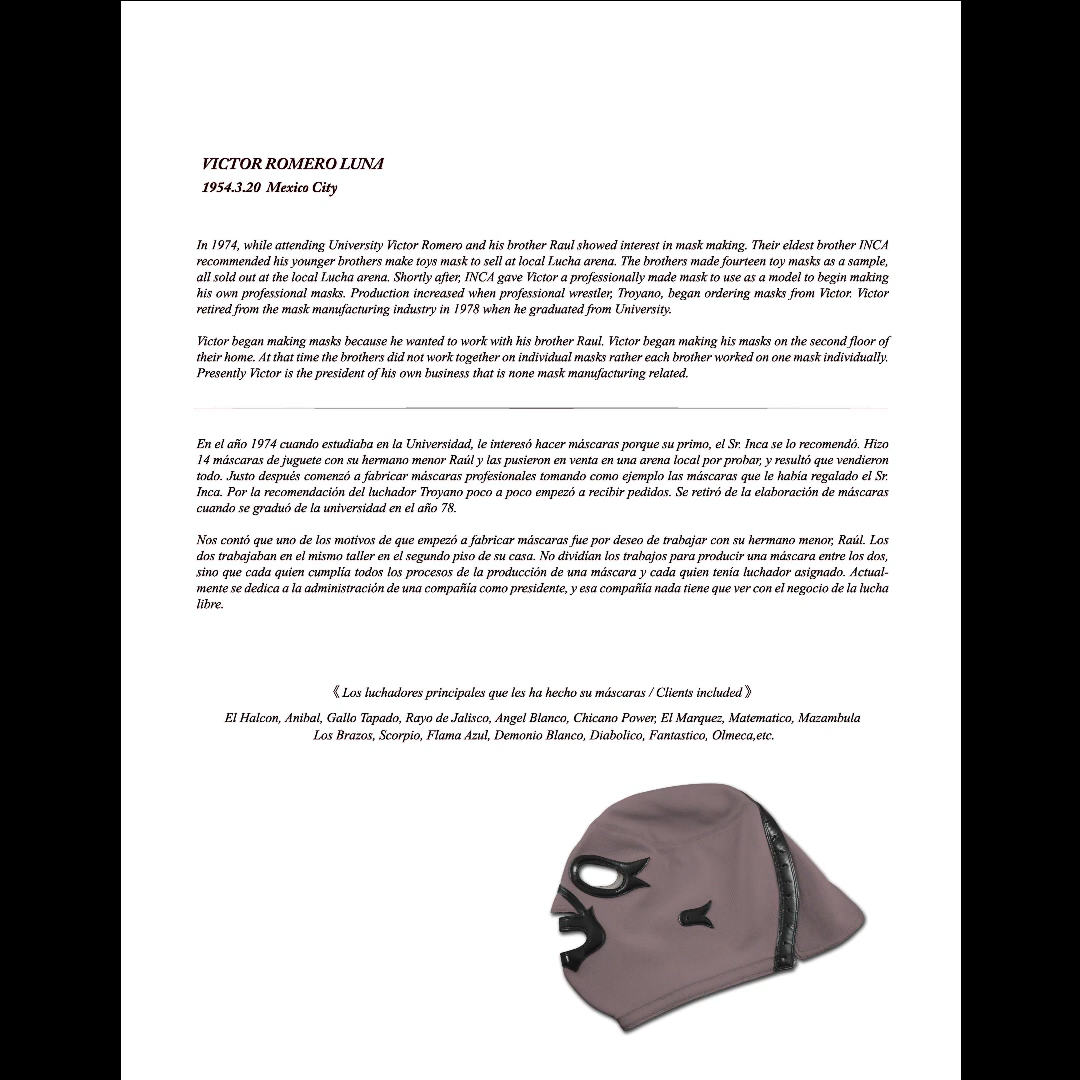 VICTOR ROMERO LUNA
1954.3.20 Mexico City
In 1974, while attending University Victor Romero and his brother Raul showed interest in mask making. Their eldest brother INCA
recommended his younger brothers make toys mask to sell at local Lucha arena. The brothers made fourteen toy masks as a sample,
all sold out at the local Lucha arena. Shortly after, INCA gave Victor a professionally made mask to use as a model to begin making
his own professional masks. Production increased when professional wrestler, Troyano, began ordering masks from Victor. Victor
retired from the mask manufacturing industry in 1978 when he graduated from University.
Victor began making masks because he wanted to work with his brother Raul. Victor began making his masks on the second floor of
their home. At that time the brothers did not work together on individual masks rather each brother worked on one mask individually.
Presently Victor is the president of his own business that is none mask manufacturing related.
En el año 1974 cuando estudiaba en la Universidad, le interesó hacer máscaras porque su primo, el Sr. Inca se lo recomendó. Hizo
14 máscaras de juguete con su hermano menor Raúl y las pusieron en venta en una arena local por probar, y resultó que vendieron
todo. Justo después comenzó a fabricar máscaras profesionales tomando como ejemplo las máscaras que le había regalado el Sr.
Inca. Por la recomendación del luchador Troyano poco a poco empezó a recibir pedidos. Se retiró de la elaboración de máscaras
cuando se graduó de la universidad en el año 78.
Nos contó que uno de los motivos de que empezó a fabricar máscaras fue por deseo de trabajar con su hermano menor, Raúl. Los
dos trabajaban en el mismo taller en el segundo piso de su casa. No dividían los trabajos para producir una máscara entre los dos,
sino que cada quien cumplía todos los procesos de la producción de una máscara y cada quien tenía luchador asignado. Actual-
mente se dedica a la administración de una compañía como presidente, y esa compañía nada tiene que ver con el negocio de la lucha
libre.
《 Los luchadores principales que les ha hecho su máscaras / Clients included 》
El Halcon, Anibal, Gallo Tapado, Rayo de Jalisco, Angel Blanco, Chicano Power, El Marquez, Matematico, Mazambula
Los Brazos, Scorpio, Flama Azul, Demonio Blanco, Diabolico, Fantastico, Olmeca,etc.